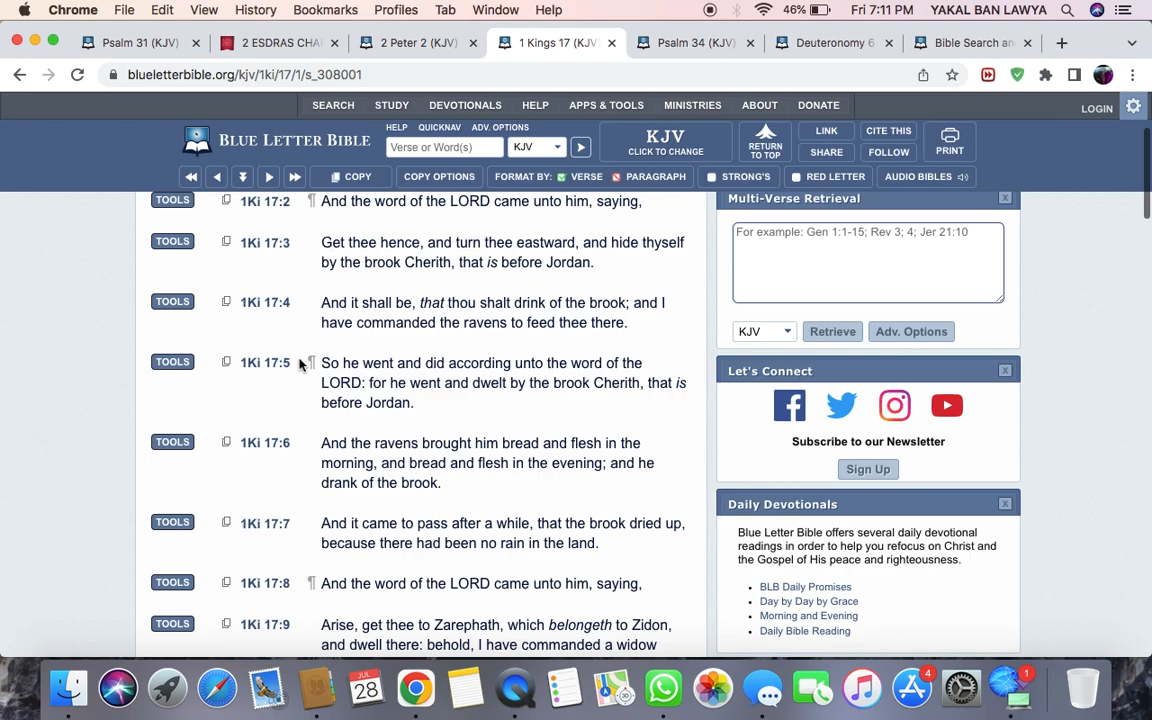 Chrome File Edit View History Bookmarks Profiles Tab Window Help 46% Fri 7:11 PM YAKAL BAN LAWYA
Psalm 31 (KJV) 2 ESDRAS CHA 2 Peter 2 (KJV) 1 Kings 17 (KJV) Psalm 34 (KJV) Deuteronomy 6 Bible Search an
blueletterbible.org/kjv/1ki/17/1/s_308001
SEARCH STUDY DEVOTIONALS HELP APPS & TOOLS MINISTRIES ABOUT DONATE LOGIN
BLUE LETTER BIBLE
HELP QUICKNAV ADV. OPTIONS
Verse or Word(s) KJV
KJV
CLICK TO CHANGE
RETURN
TO TOP
LINK CITE THIS
SHARE FOLLOW
PRINT
COPY COPY OPTIONS FORMAT BY: VERSE PARAGRAPH STRONG'S RED LETTER AUDIO BIBLES
TOOLS 1Ki 17:2 ¶ And the word of the LORD came unto him, saying,
TOOLS 1Ki 17:3 Get thee hence, and turn thee eastward, and hide thyself
by the brook Cherith, that is before Jordan.
TOOLS 1Ki 17:4 And it shall be, that thou shalt drink of the brook; and I
have commanded the ravens to feed thee there.
TOOLS 1Ki 17:5 ¶ So he went and did according unto the word of the
LORD: for he went and dwelt by the brook Cherith, that is
before Jordan.
TOOLS 1Ki 17:6 And the ravens brought him bread and flesh in the
morning, and bread and flesh in the evening; and he
drank of the brook.
TOOLS 1Ki 17:7 And it came to pass after a while, that the brook dried up,
because there had been no rain in the land.
TOOLS 1Ki 17:8 ¶ And the word of the LORD came unto him, saying,
TOOLS 1Ki 17:9 Arise, get thee to Zarephath, which belongeth to Zidon,
and dwell there: behold, I have commanded a widow
Multi-Verse Retrieval
For example: Gen 1:1-15; Rev 3; 4; Jer 21:10
KJV Retrieve Adv. Options
Let's Connect
Subscribe to our Newsletter
Sign Up
Daily Devotionals
Blue Letter Bible offers several daily devotional
readings in order to help you refocus on Christ and
the Gospel of His peace and righteousness.
BLB Daily Promises
Day by Day by Grace
Morning and Evening
Daily Bible Reading
JUL
28
4
1